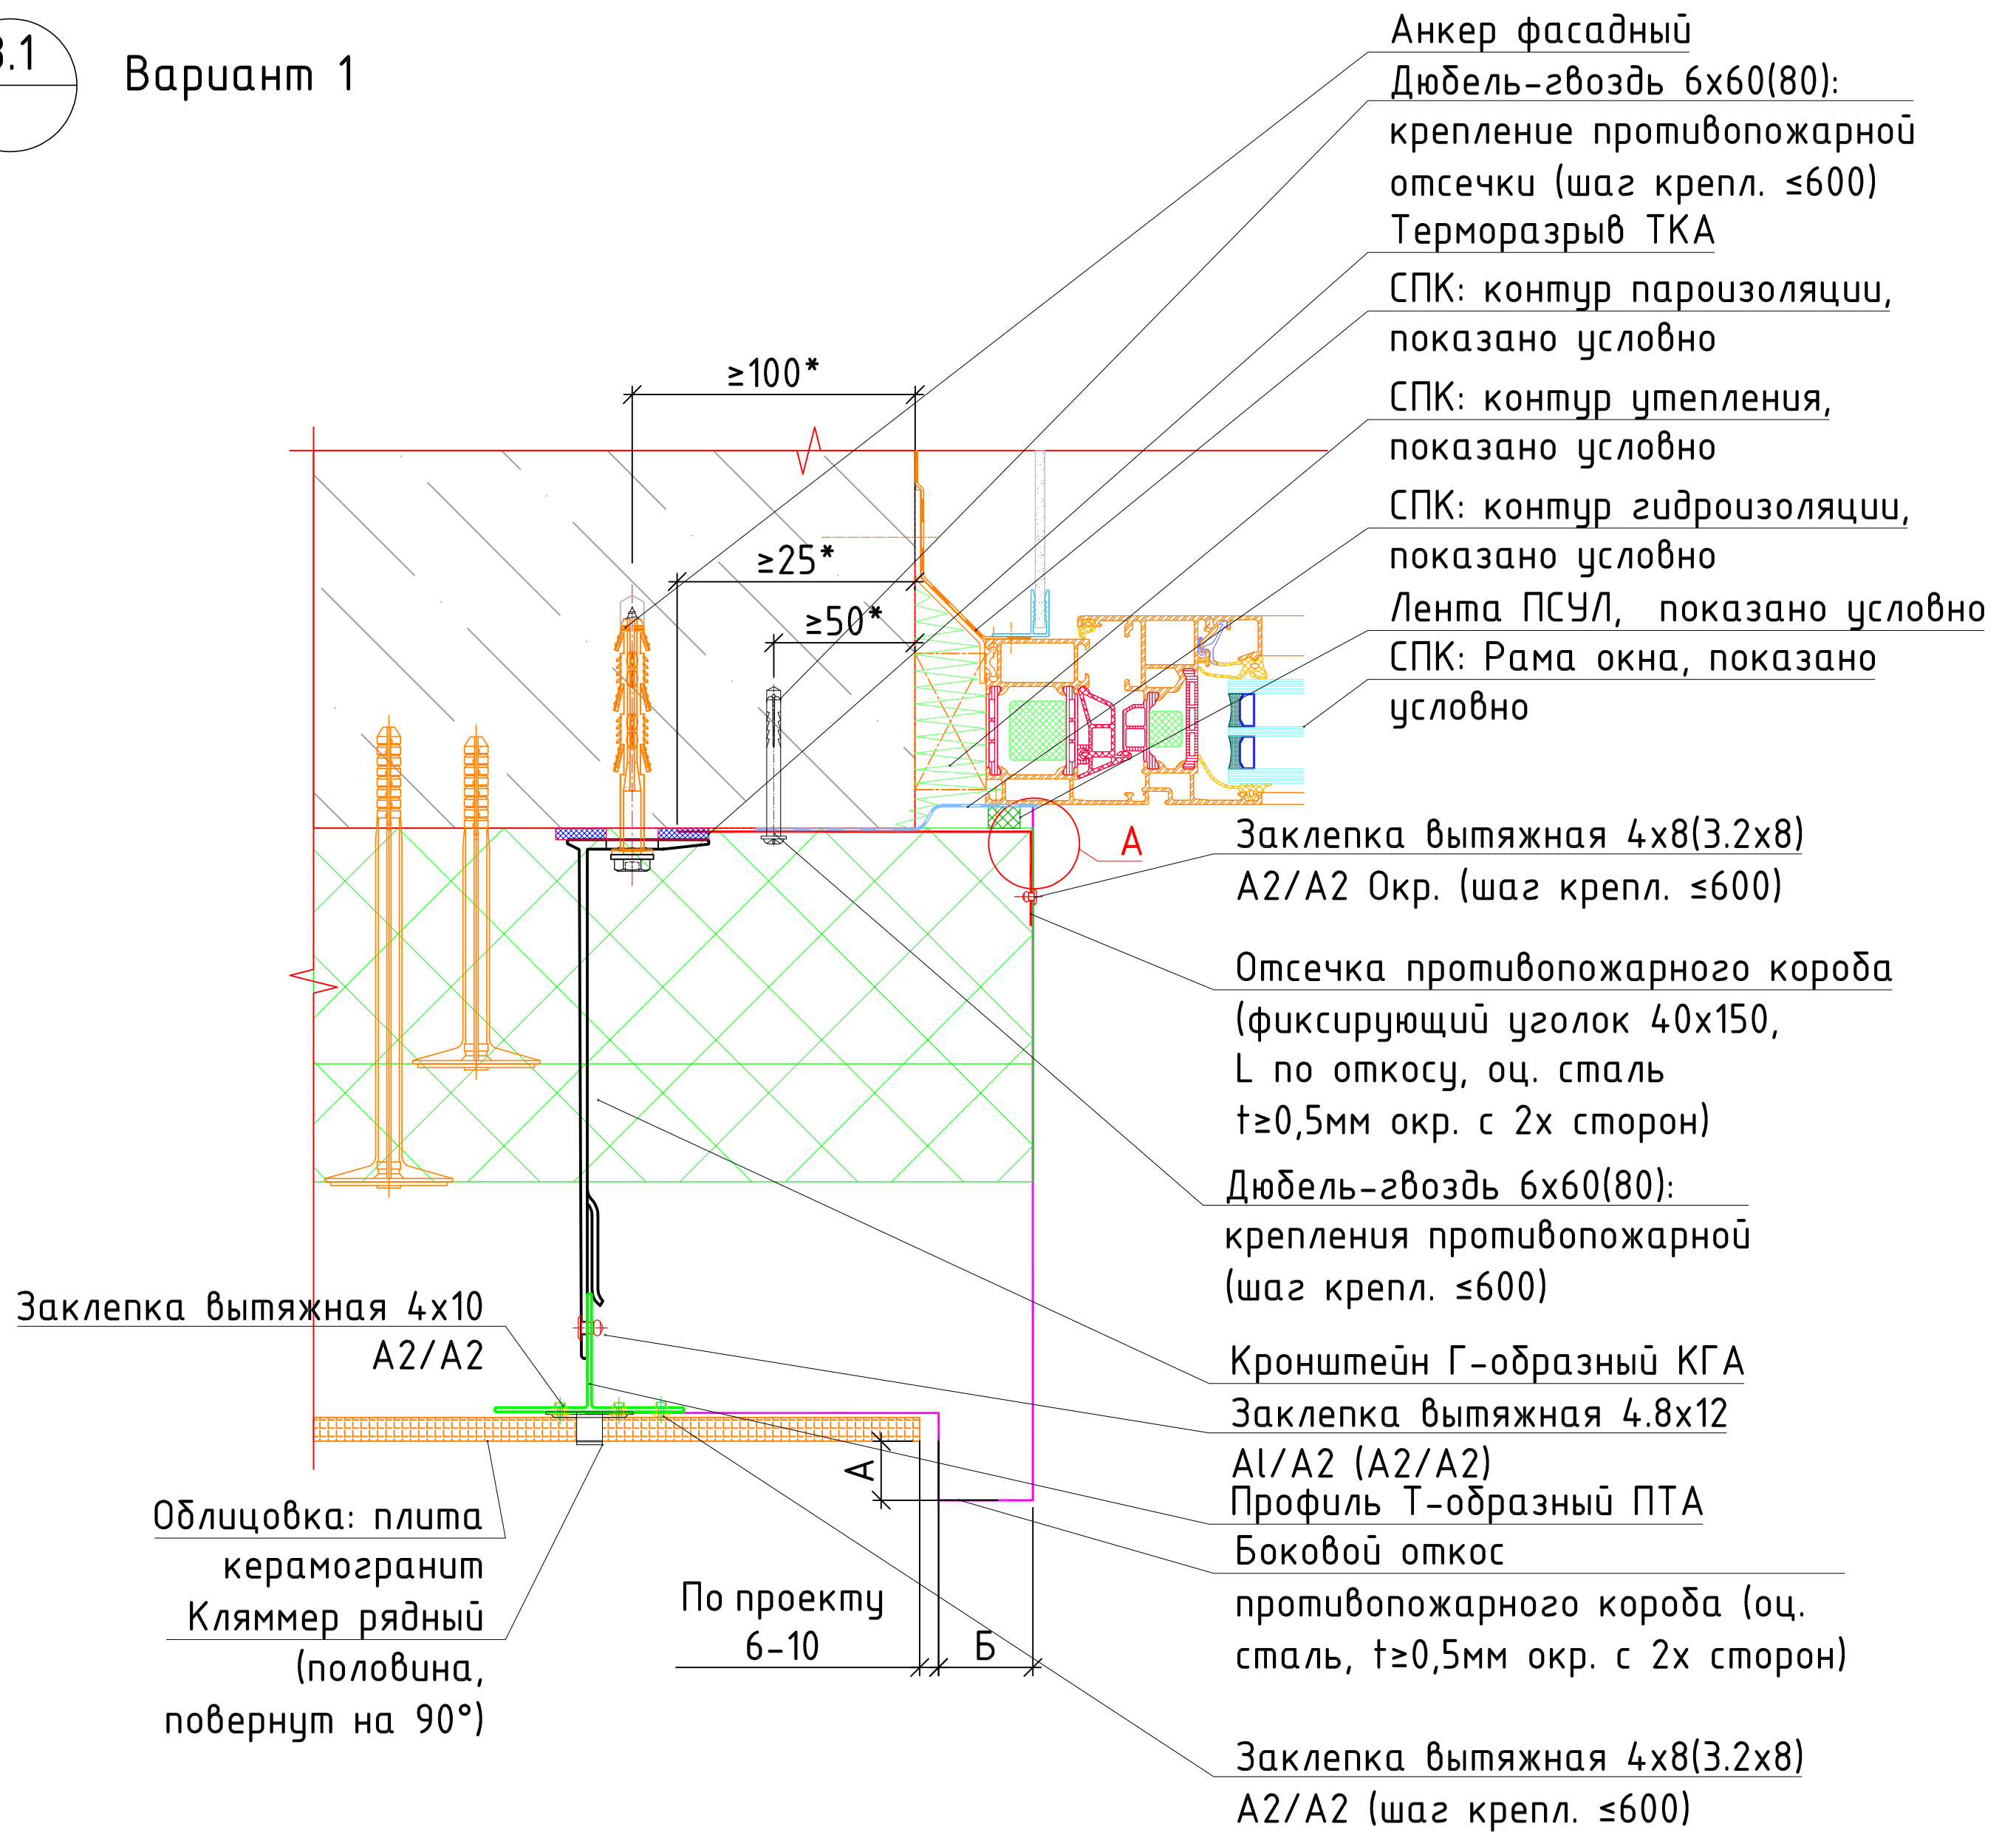 3.1
Вариант 1
Анкер фасадный
Дюбель-гвоздь 6х60(80):
крепление противопожарной
отсечки (шаг крепл. ≤600)
Терморазрыв ТКА
СПК: контур пароизоляции,
показано условно
СПК: контур утепления,
показано условно
СПК: контур гидроизоляции,
показано условно
Лента ПСУЛ, показано условно
СПК: Рама окна, показано
условно
≥100*
≥25*
≥50*
А
Заклепка вытяжная 4х8(3.2х8)
А2/А2 Окр. (шаг крепл. ≤600)
Отсечка противопожарного короба
(фиксирующий уголок 40х150,
L по откосу, оц. сталь
t≥0,5мм окр. с 2х сторон)
Дюбель-гвоздь 6х60(80):
крепления противопожарной
(шаг крепл. ≤600)
Кронштейн Г-образный КГА
Заклепка вытяжная 4.8х12
Al/A2 (А2/А2)
Профиль Т-образный ПТА
Боковой откос
противопожарного короба (оц.
сталь, t≥0,5мм окр. с 2х сторон)
Заклепка вытяжная 4х8(3.2х8)
А2/А2 (шаг крепл. ≤600)
Заклепка вытяжная 4х10
А2/А2
Облицовка: плита
керамогранит
Кляммер рядный
(половина,
повернут на 90°)
А
По проекту
6-10
Б